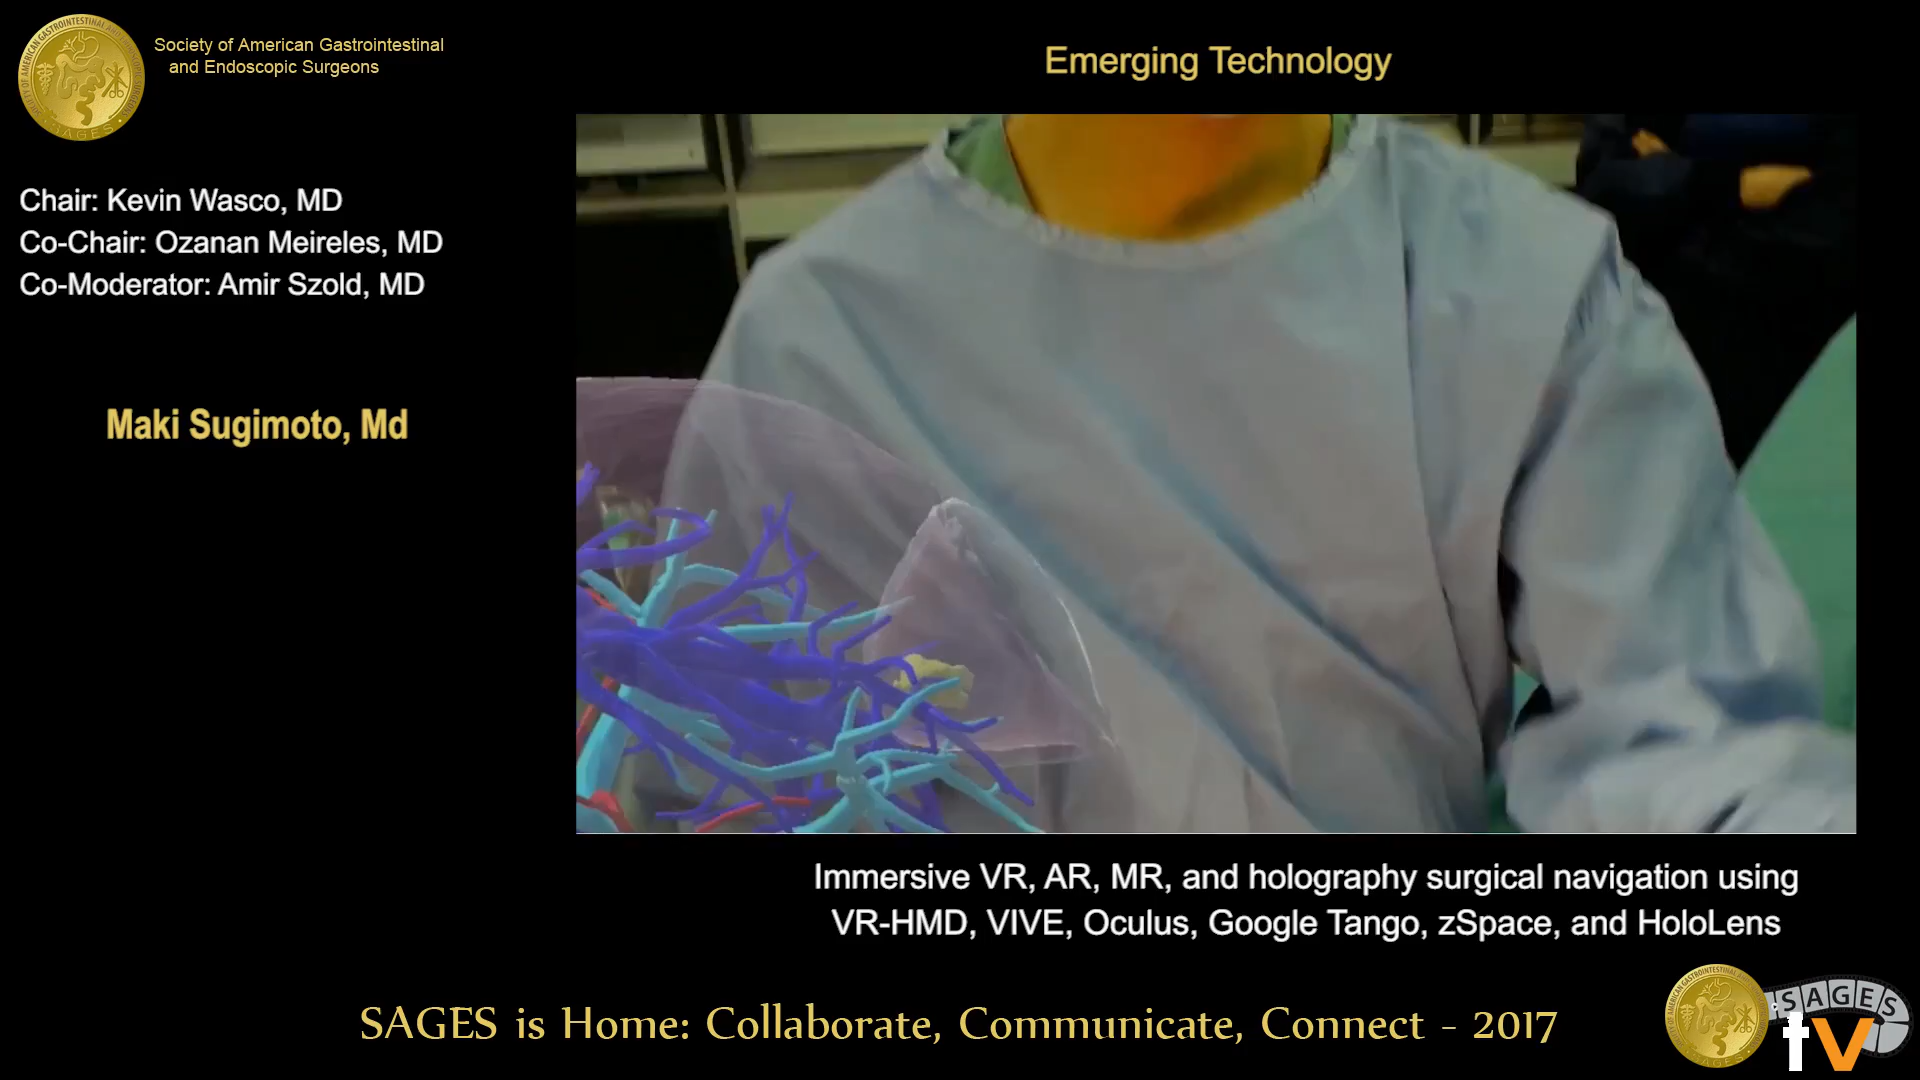 Society of American Gastrointestinal
and Endoscopic Surgeons
Emerging Technology
Chair: Kevin Wasco, MD
Co-Chair: Ozanan Meireles, MD
Co-Moderator: Amir Szold, MD
Maki Sugimoto, Md
Immersive VR, AR, MR, and holography surgical navigation using
VR-HMD, VIVE, Oculus, Google Tango, zSpace, and HoloLens
SAGES is Home: Collaborate, Communicate, Connect - 2017
SAGES
SAGES
tv